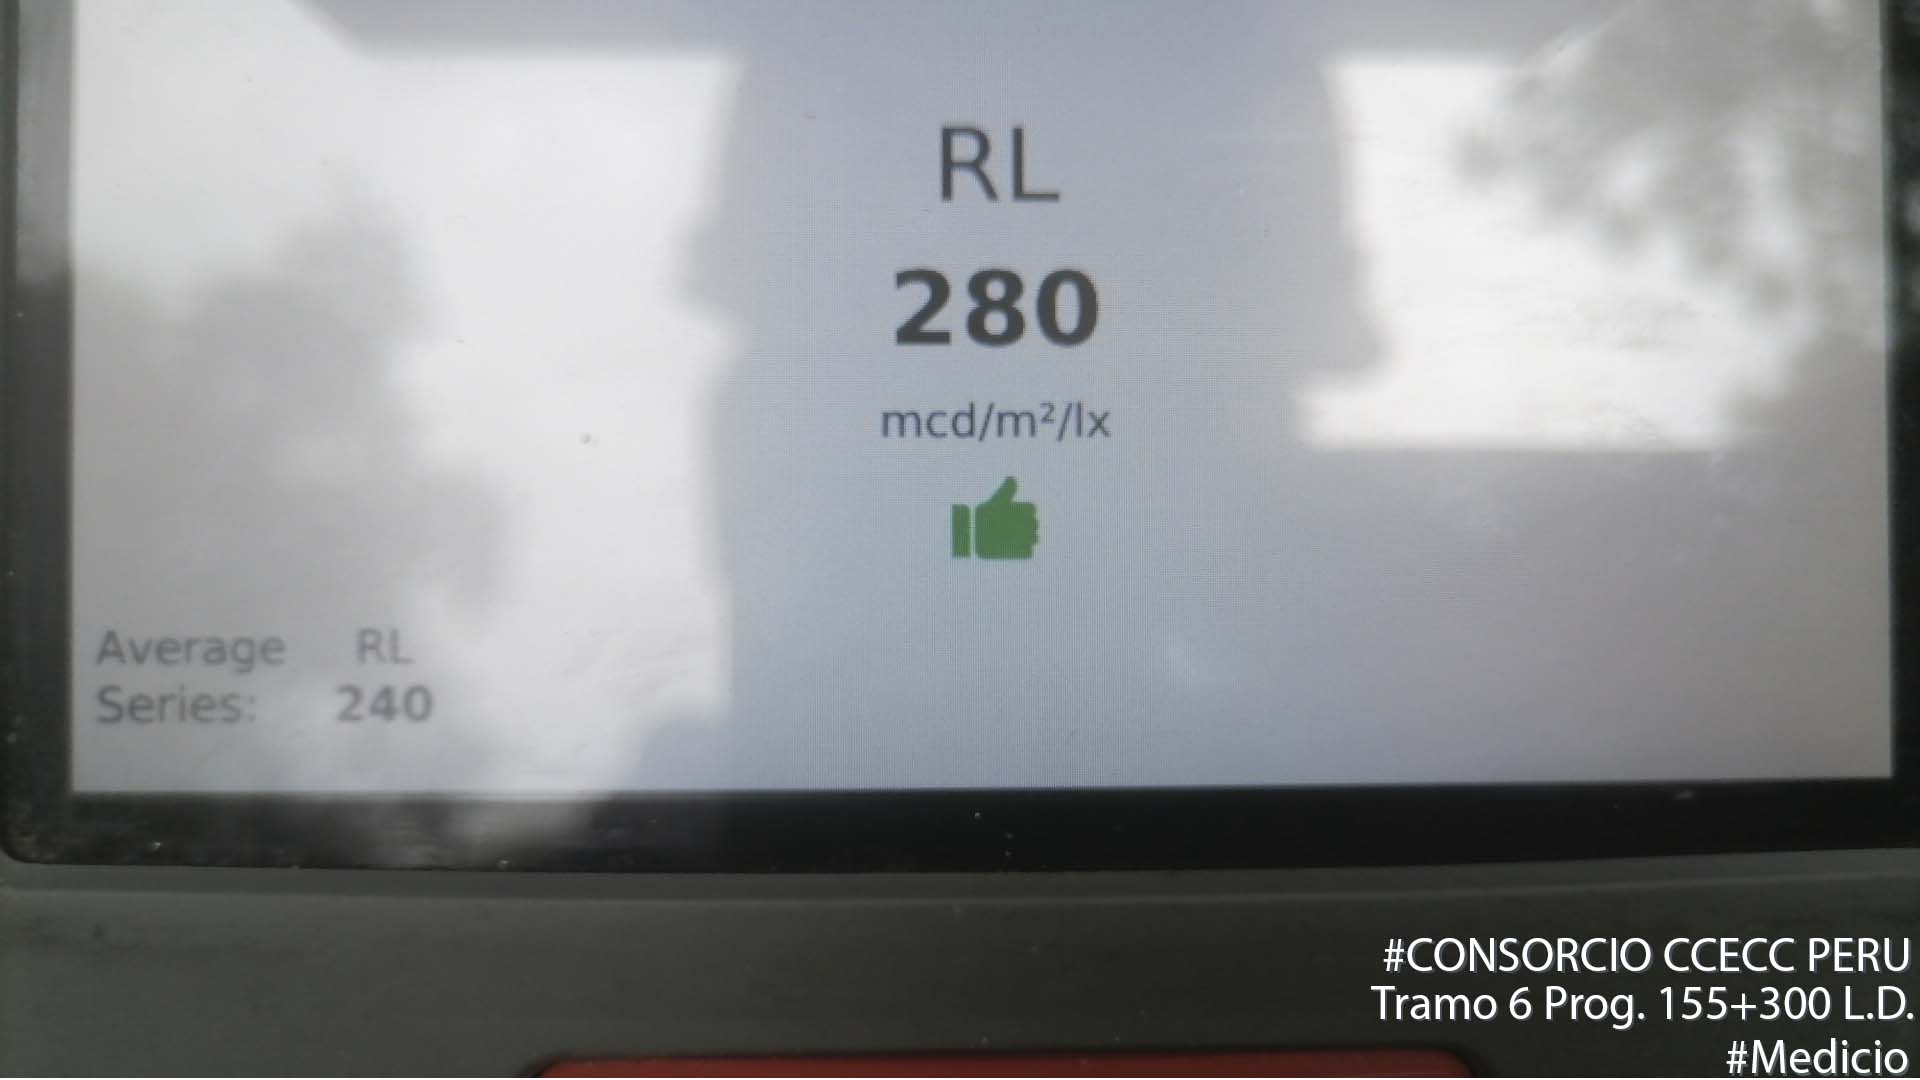 RL
280
mcd/m²/lx
Average RL
Series: 240
#CONSORCIO CCECC PERU
Tramo 6 Prog. 155+300 L.D.
#Medicio